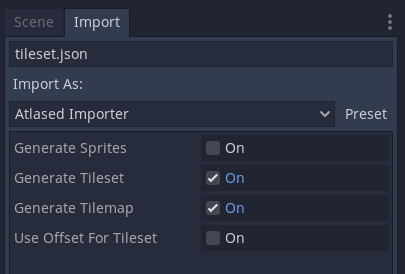 Scene Import
tileset.json
Import As:
Atlased Importer Preset
Generate Sprites On
Generate Tileset On
Generate Tilemap On
Use Offset For Tileset On